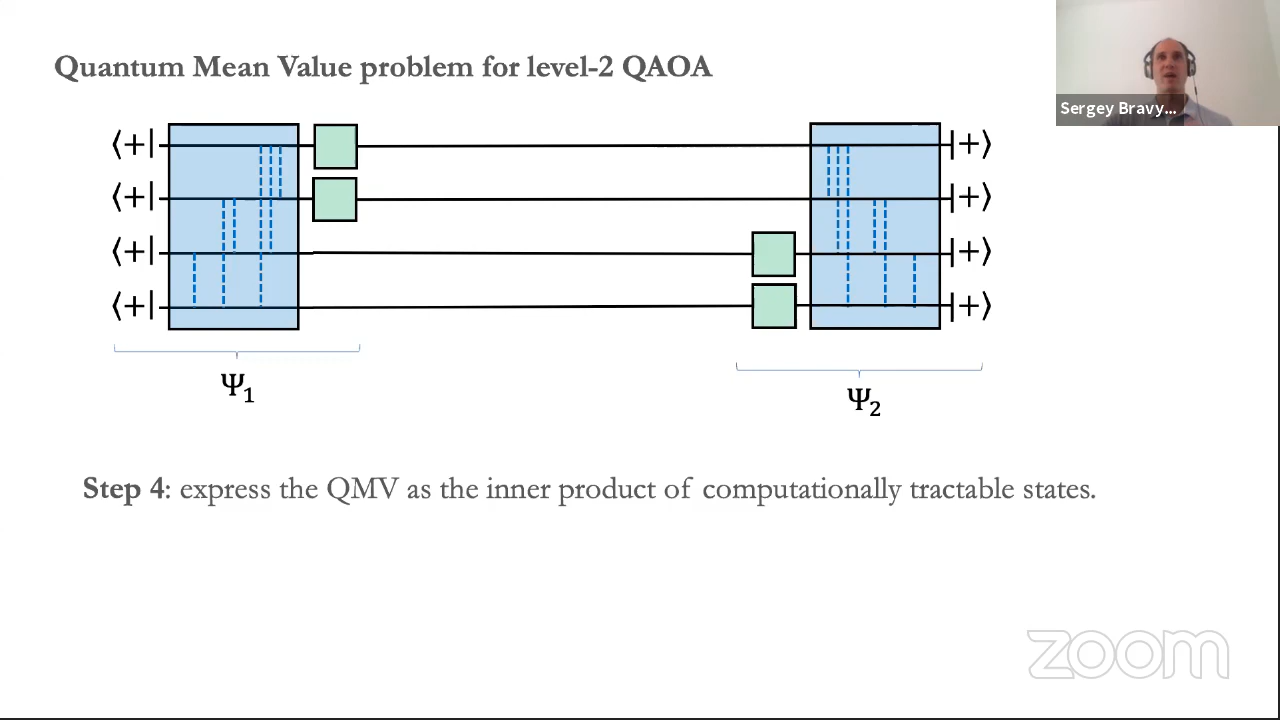 Quantum Mean Value problem for level-2 QAOA
Sergey Bravy...
⟨+| |+⟩
⟨+| |+⟩
⟨+| |+⟩
⟨+| |+⟩
Ψ1 Ψ2
Step 4: express the QMV as the inner product of computationally tractable states.
zoom